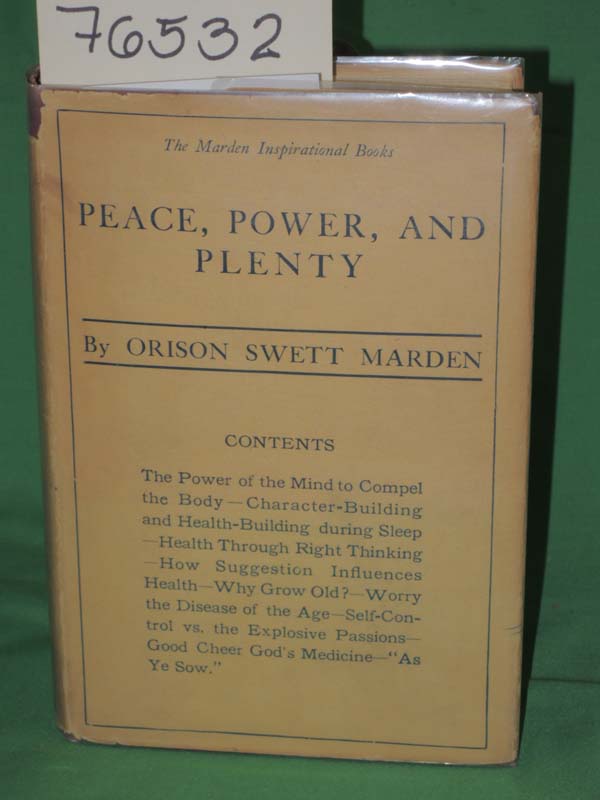 76532
The Marden Inspirational Books
PEACE, POWER, AND
PLENTY
By ORISON SWETT MARDEN
CONTENTS
The Power of the Mind to Compel
the Body—Character-Building
and Health-Building during Sleep
—Health Through Right Thinking
—How Suggestion Influences
Health—Why Grow Old?—Worry
the Disease of the Age—Self-Con-
trol vs. the Explosive Passions—
Good Cheer God's Medicine—"As
Ye Sow."